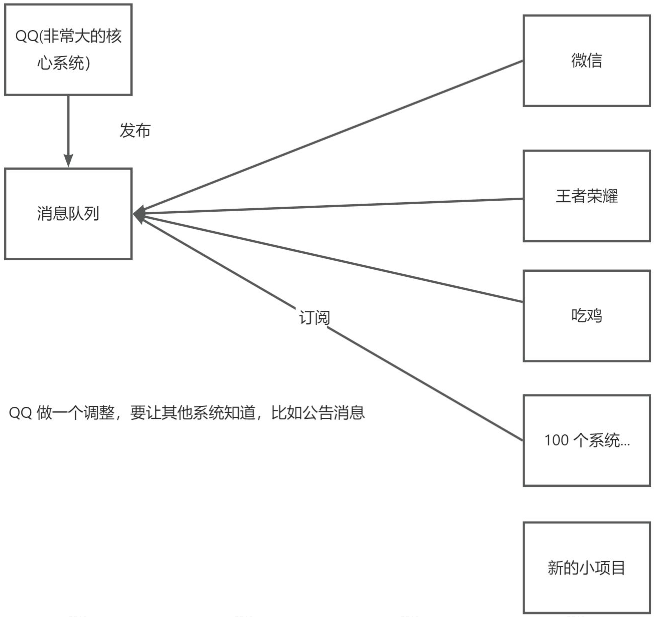 QQ(非常大的核
心系统）
微信
发布
王者荣耀
消息队列
吃鸡
订阅
QQ 做一个调整，要让其他系统知道，比如公告消息
100 个系统...
新的小项目